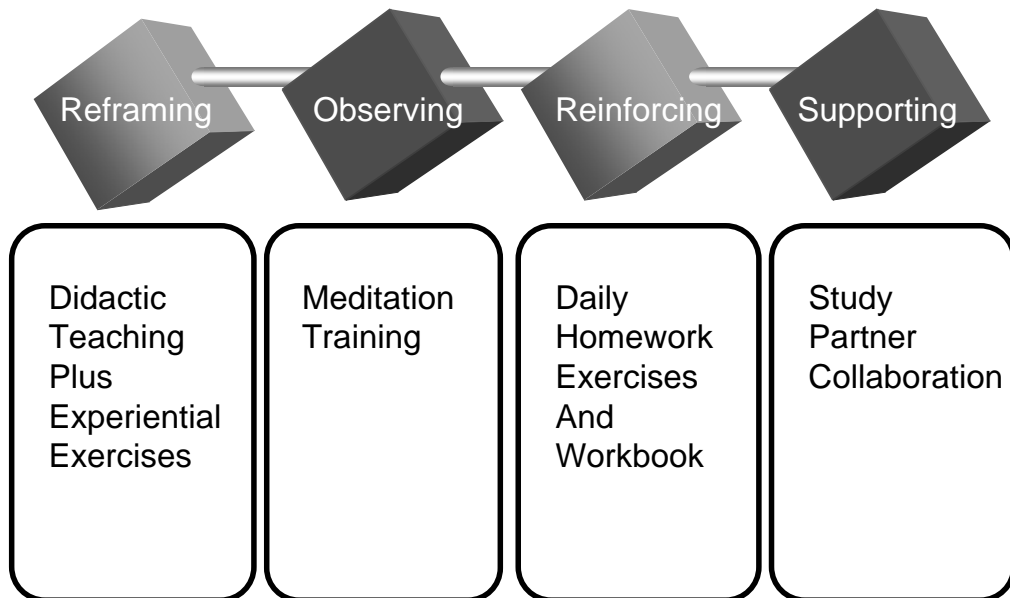 Reframing
Observing
Reinforcing
Supporting
Didactic
Teaching
Plus
Experiential
Exercises
Meditation
Training
Daily
Homework
Exercises
And
Workbook
Study
Partner
Collaboration